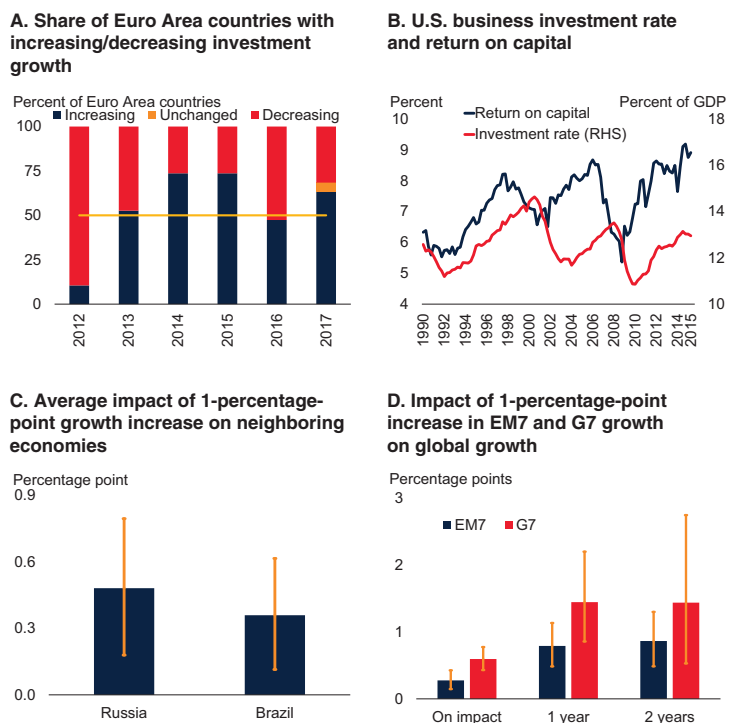 A. Share of Euro Area countries with
increasing/decreasing investment
growth
Percent of Euro Area countries
Increasing Unchanged Decreasing
100
75
50
25
0
2012 2013 2014 2015 2016 2017
B. U.S. business investment rate
and return on capital
Percent Percent of GDP
Return on capital
Investment rate (RHS)
10 18
9 16
8
7 14
6
5 12
4 10
1990 1992 1994 1996 1998 2000 2002 2004 2006 2008 2010 2012 2014 2015
C. Average impact of 1-percentage-
point growth increase on neighboring
economies
Percentage point
0.9
0.6
0.3
0.0
Russia Brazil
D. Impact of 1-percentage-point
increase in EM7 and G7 growth
on global growth
Percentage points
3
EM7 G7
2
1
0
On impact 1 year 2 years